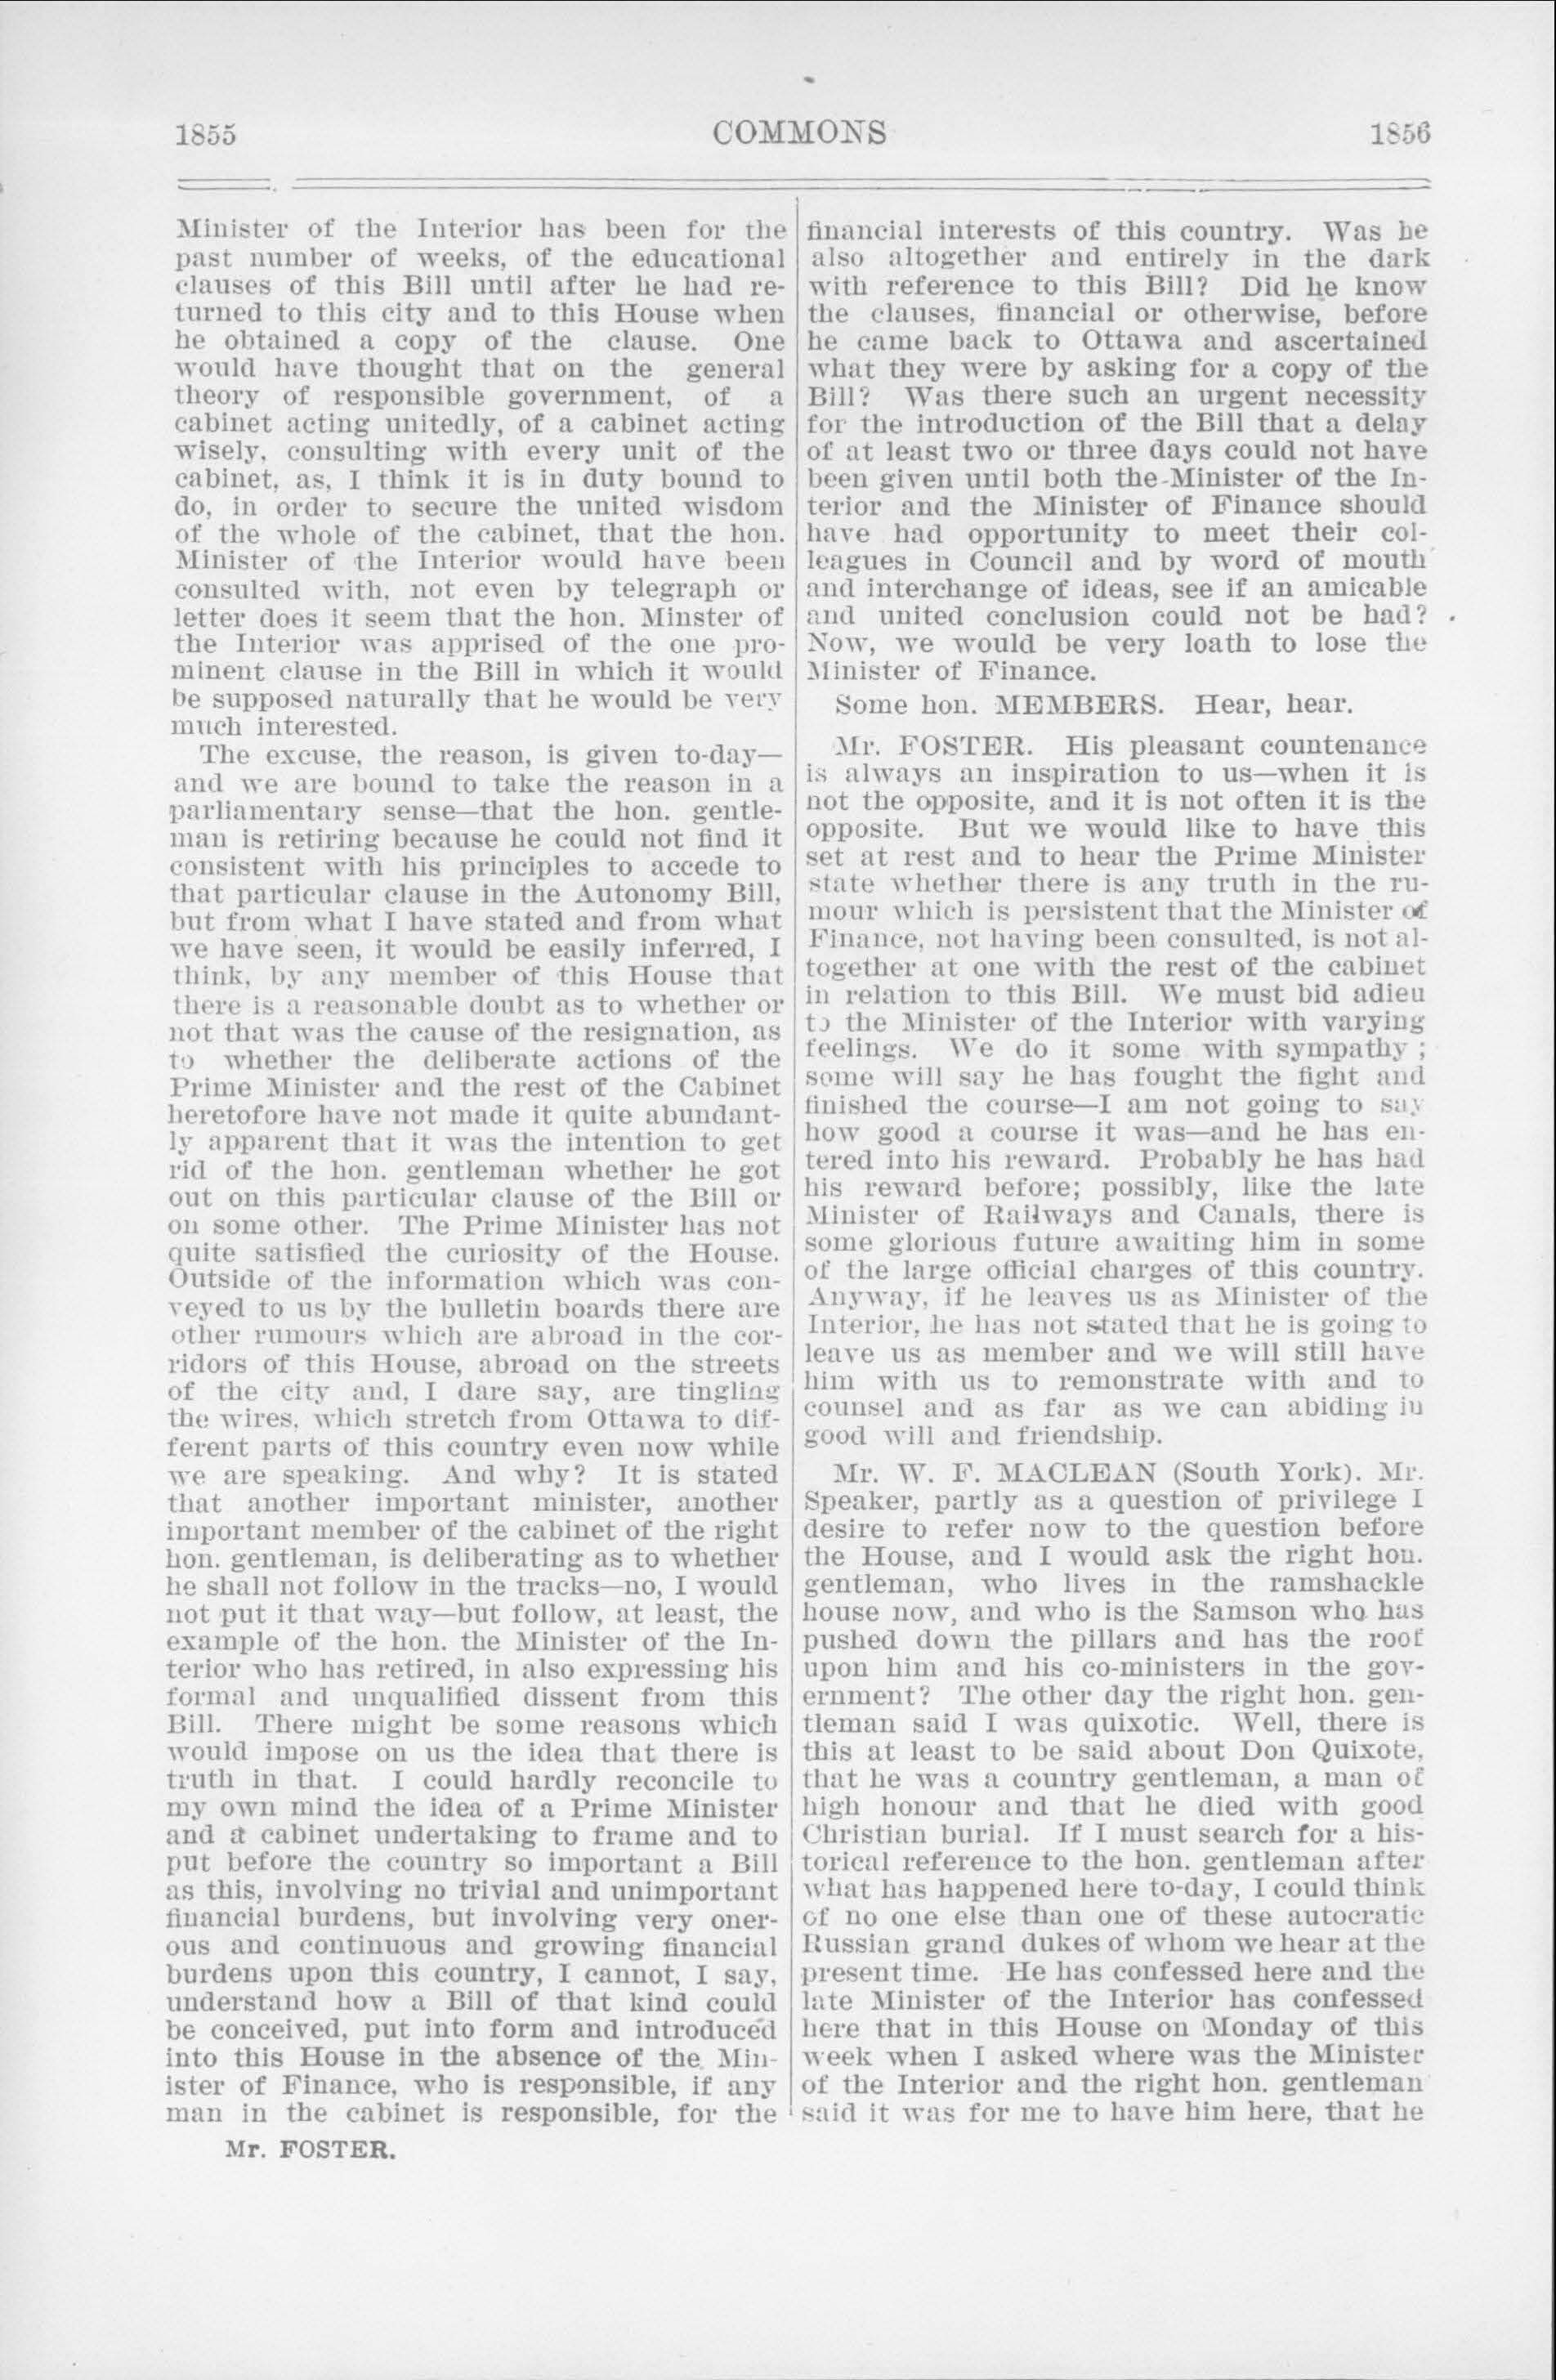 1855 COMMONS 1856
Minister of the Interior has been for the
past number of weeks, of the educational
clauses of this Bill until after he had re-
turned to this city and to this House when
he obtained a copy of the clause. One
would have thought that on the general
theory of responsible government, of a
cabinet acting unitedly, of a cabinet acting
wisely, consulting with every unit of the
cabinet, as, I think it is in duty bound to
do, in order to secure the united wisdom
of the whole of the cabinet, that the hon.
Minister of the Interior would have been
consulted with, not even by telegraph or
letter does it seem that the hon. Minster of
the Interior was apprised of the one pro-
minent clause in the Bill in which it would
be supposed naturally that he would be very
much interested.
The excuse, the reason, is given to-day—
and we are bound to take the reason in a
parliamentary sense—that the hon. gentle-
man is retiring because he could not find it
consistent with his principles to accede to
that particular clause in the Autonomy Bill,
but from what I have stated and from what
we have seen, it would be easily inferred, I
think, by any member of this House that
there is a reasonable doubt as to whether or
not that was the cause of the resignation, as
to whether the deliberate actions of the
Prime Minister and the rest of the Cabinet
heretofore have not made it quite abundant-
ly apparent that it was the intention to get
rid of the hon. gentleman whether he got
out on this particular clause of the Bill or
on some other. The Prime Minister has not
quite satisfied the curiosity of the House.
Outside of the information which was con-
veyed to us by the bulletin boards there are
other rumours which are abroad in the cor-
ridors of this House, abroad on the streets
of the city and, I dare say, are tingling
the wires, which stretch from Ottawa to dif-
ferent parts of this country even now while
we are speaking. And why? It is stated
that another important minister, another
important member of the cabinet of the right
hon. gentleman, is deliberating as to whether
he shall not follow in the tracks—no, I would
not put it that way—but follow, at least, the
example of the hon. the Minister of the In-
terior who has retired, in also expressing his
formal and unqualified dissent from this
Bill. There might be some reasons which
would impose on us the idea that there is
truth in that. I could hardly reconcile to
my own mind the idea of a Prime Minister
and a cabinet undertaking to frame and to
put before the country so important a Bill
as this, involving no trivial and unimportant
financial burdens, but involving very oner-
ous and continuous and growing financial
burdens upon this country, I cannot, I say,
understand how a Bill of that kind could
be conceived, put into form and introduced
into this House in the absence of the Min-
ister of Finance, who is responsible, if any
man in the cabinet is responsible, for the
Mr. FOSTER.
financial interests of this country. Was he
also altogether and entirely in the dark
with reference to this Bill? Did he know
the clauses, financial or otherwise, before
he came back to Ottawa and ascertained
what they were by asking for a copy of the
Bill? Was there such an urgent necessity
for the introduction of the Bill that a delay
of at least two or three days could not have
been given until both the Minister of the In-
terior and the Minister of Finance should
have had opportunity to meet their col-
leagues in Council and by word of mouth
and interchange of ideas, see if an amicable
and united conclusion could not be had?
Now, we would be very loath to lose the
Minister of Finance.
Some hon. MEMBERS. Hear, hear.
Mr. FOSTER. His pleasant countenance
is always an inspiration to us—when it is
not the opposite, and it is not often it is the
opposite. But we would like to have this
set at rest and to hear the Prime Minister
state whether there is any truth in the ru-
mour which is persistent that the Minister of
Finance, not having been consulted, is not al-
together at one with the rest of the cabinet
in relation to this Bill. We must bid adieu
to the Minister of the Interior with varying
feelings. We do it some with sympathy ;
some will say he has fought the fight and
finished the course—I am not going to say
how good a course it was—and he has en-
tered into his reward. Probably he has had
his reward before; possibly, like the late
Minister of Railways and Canals, there is
some glorious future awaiting him in some
of the large official charges of this country.
Anyway, if he leaves us as Minister of the
Interior, he has not stated that he is going to
leave us as member and we will still have
him with us to remonstrate with and to
counsel and as far as we can abiding in
good will and friendship.
Mr. W. F. MACLEAN (South York). Mr.
Speaker, partly as a question of privilege I
desire to refer now to the question before
the House, and I would ask the right hon.
gentleman, who lives in the ramshackle
house now, and who is the Samson who has
pushed down the pillars and has the roof
upon him and his co-ministers in the gov-
ernment? The other day the right hon. gen-
tleman said I was quixotic. Well, there is
this at least to be said about Don Quixote,
that he was a country gentleman, a man of
high honour and that he died with good
Christian burial. If I must search for a his-
torical reference to the hon. gentleman after
what has happened here to-day, I could think
of no one else than one of these autocratic
Russian grand dukes of whom we hear at the
present time. He has confessed here and the
late Minister of the Interior has confessed
here that in this House on Monday of this
week when I asked where was the Minister
of the Interior and the right hon. gentleman
said it was for me to have him here, that he